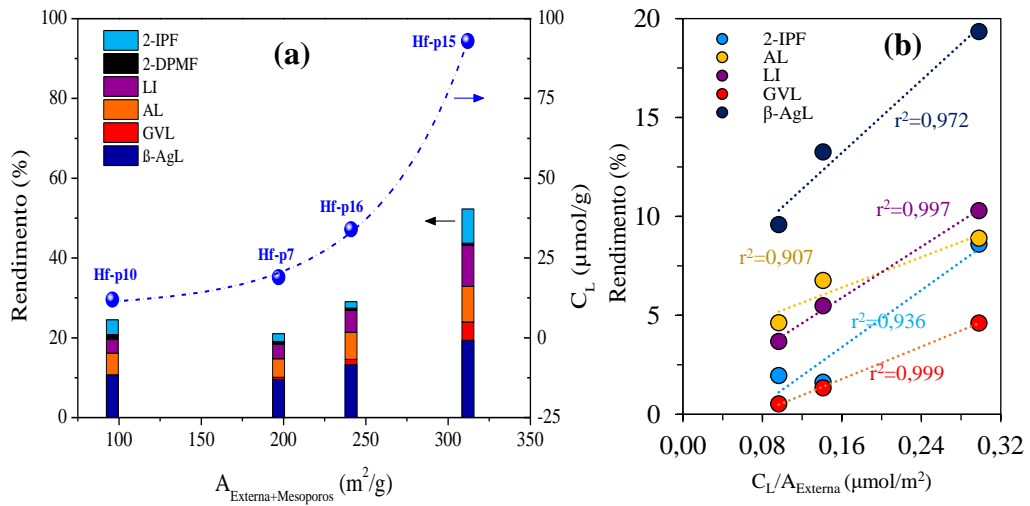 (a)
2-IPF
2-DPMF
LI
AL
GVL
ß-AgL
Hf-p10
Hf-p7
Hf-p16
Hf-p15
Rendimento (%)
100
80
60
40
20
0
100
75
50
25
0
-25
C_L (μmol/g)
100 150 200 250 300 350
A_Externa+Mesoporos (m²/g)
(b)
2-IPF
AL
LI
GVL
β-AgL
r²=0,972
r²=0,997
r²=0,907
r²=0,936
r²=0,999
Rendimento (%)
20
15
10
5
0
0,00 0,08 0,16 0,24 0,32
C_L/A_Externa (μmol/m²)